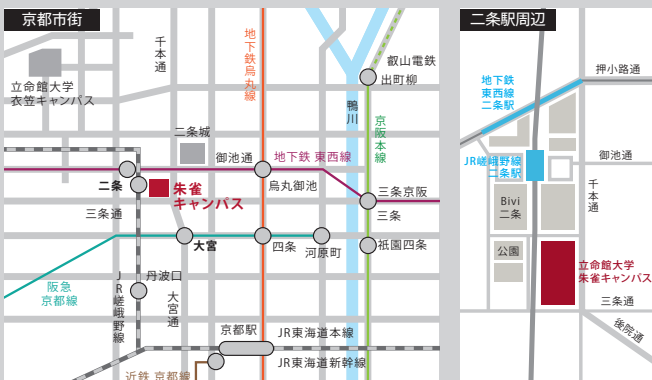 京都市街
千本通
地下鉄烏丸線
叡山電鉄
出町柳
立命館大学
衣笠キャンパス
鴨川
京阪本線
二条城
御池通
地下鉄 東西線
二条
朱雀
キャンパス
烏丸御池
三条京阪
三条
三条通
大宮
四条
河原町
祇園四条
阪急
京都線
JR嵯峨野線
丹波口
大宮通
京都駅
JR東海道本線
JR東海道新幹線
近鉄 京都線
二条駅周辺
地下鉄
東西線
二条駅
押小路通
JR嵯峨野線
二条駅
御池通
千本通
Bivi
二条
公園
立命館大学
朱雀キャンパス
三条通
後院通